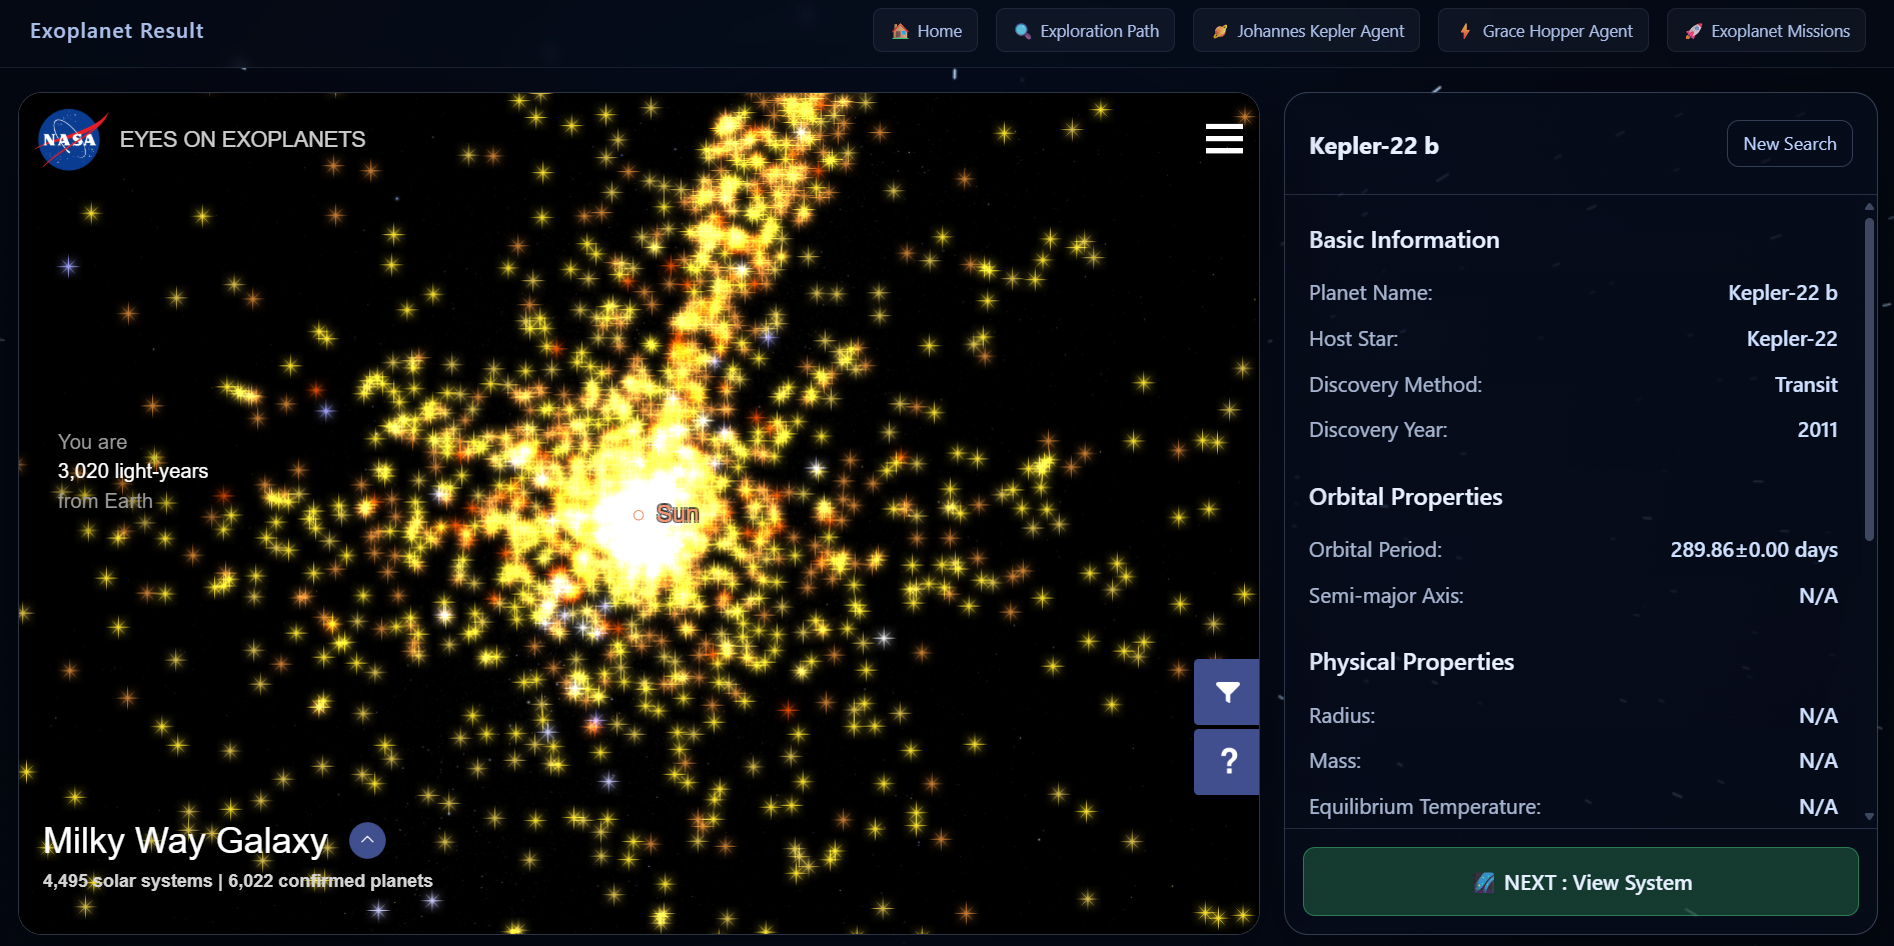 Exoplanet Result
Home
Exploration Path
Johannes Kepler Agent
Grace Hopper Agent
Exoplanet Missions
NASA
EYES ON EXOPLANETS
You are
3,020 light-years
from Earth
Sun
?
Milky Way Galaxy
4,495 solar systems | 6,022 confirmed planets
Kepler-22 b
New Search
Basic Information
Planet Name: Kepler-22 b
Host Star: Kepler-22
Discovery Method: Transit
Discovery Year: 2011
Orbital Properties
Orbital Period: 289.86±0.00 days
Semi-major Axis: N/A
Physical Properties
Radius: N/A
Mass: N/A
Equilibrium Temperature: N/A
NEXT : View System